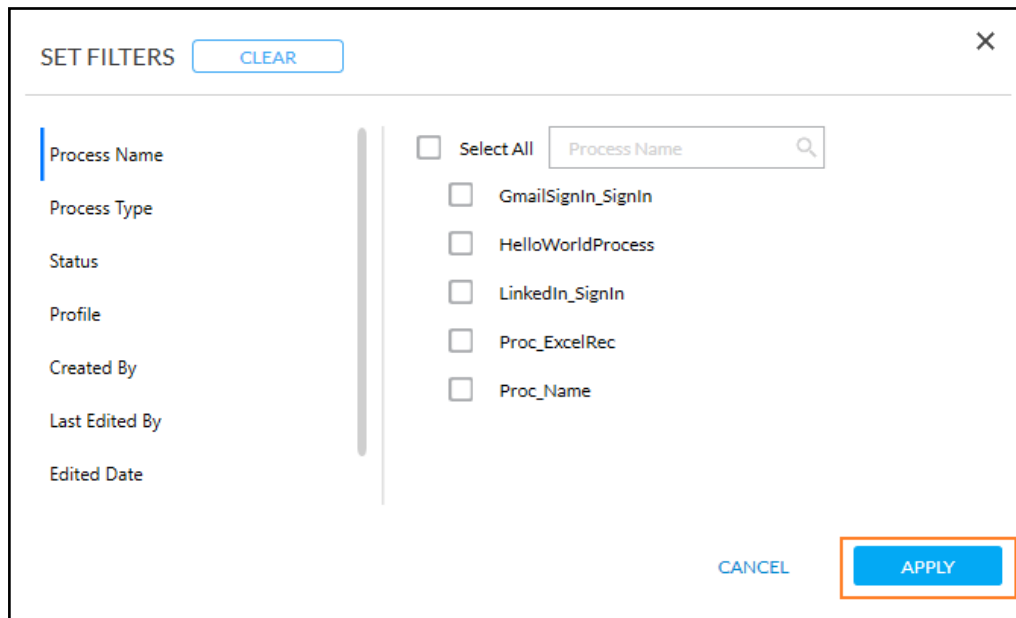 SET FILTERS CLEAR
Process Name
Process Type
Status
Profile
Created By
Last Edited By
Edited Date
Select All Process Name
GmailSignIn_SignIn
HelloWorldProcess
LinkedIn_SignIn
Proc_ExcelRec
Proc_Name
CANCEL APPLY